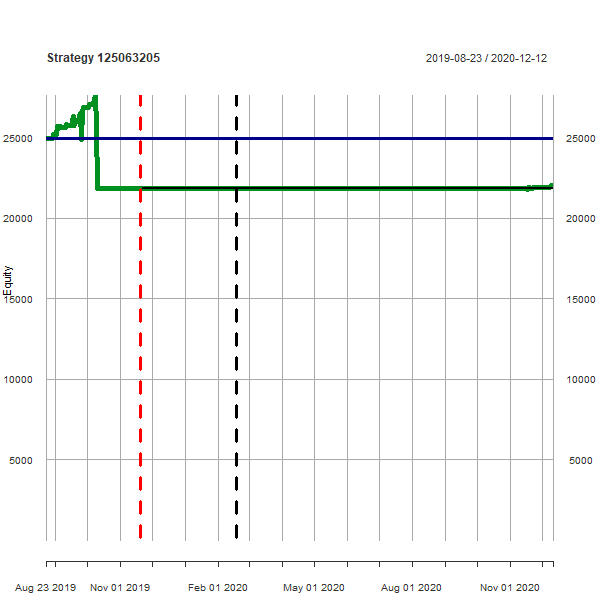 Strategy 125063205
2019-08-23 / 2020-12-12
25000
25000
20000
20000
Equity
15000
15000
10000
10000
5000
5000
Aug 23 2019
Nov 01 2019
Feb 01 2020
May 01 2020
Aug 01 2020
Nov 01 2020